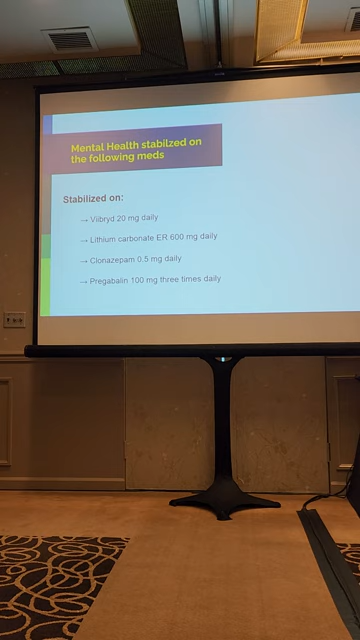 Mental Health stabilzed on
the following meds
Stabilized on:
→ Viibryd 20 mg daily
→ Lithium carbonate ER 600 mg daily
→ Clonazepam 0.5 mg daily
→ Pregabalin 100 mg three times daily